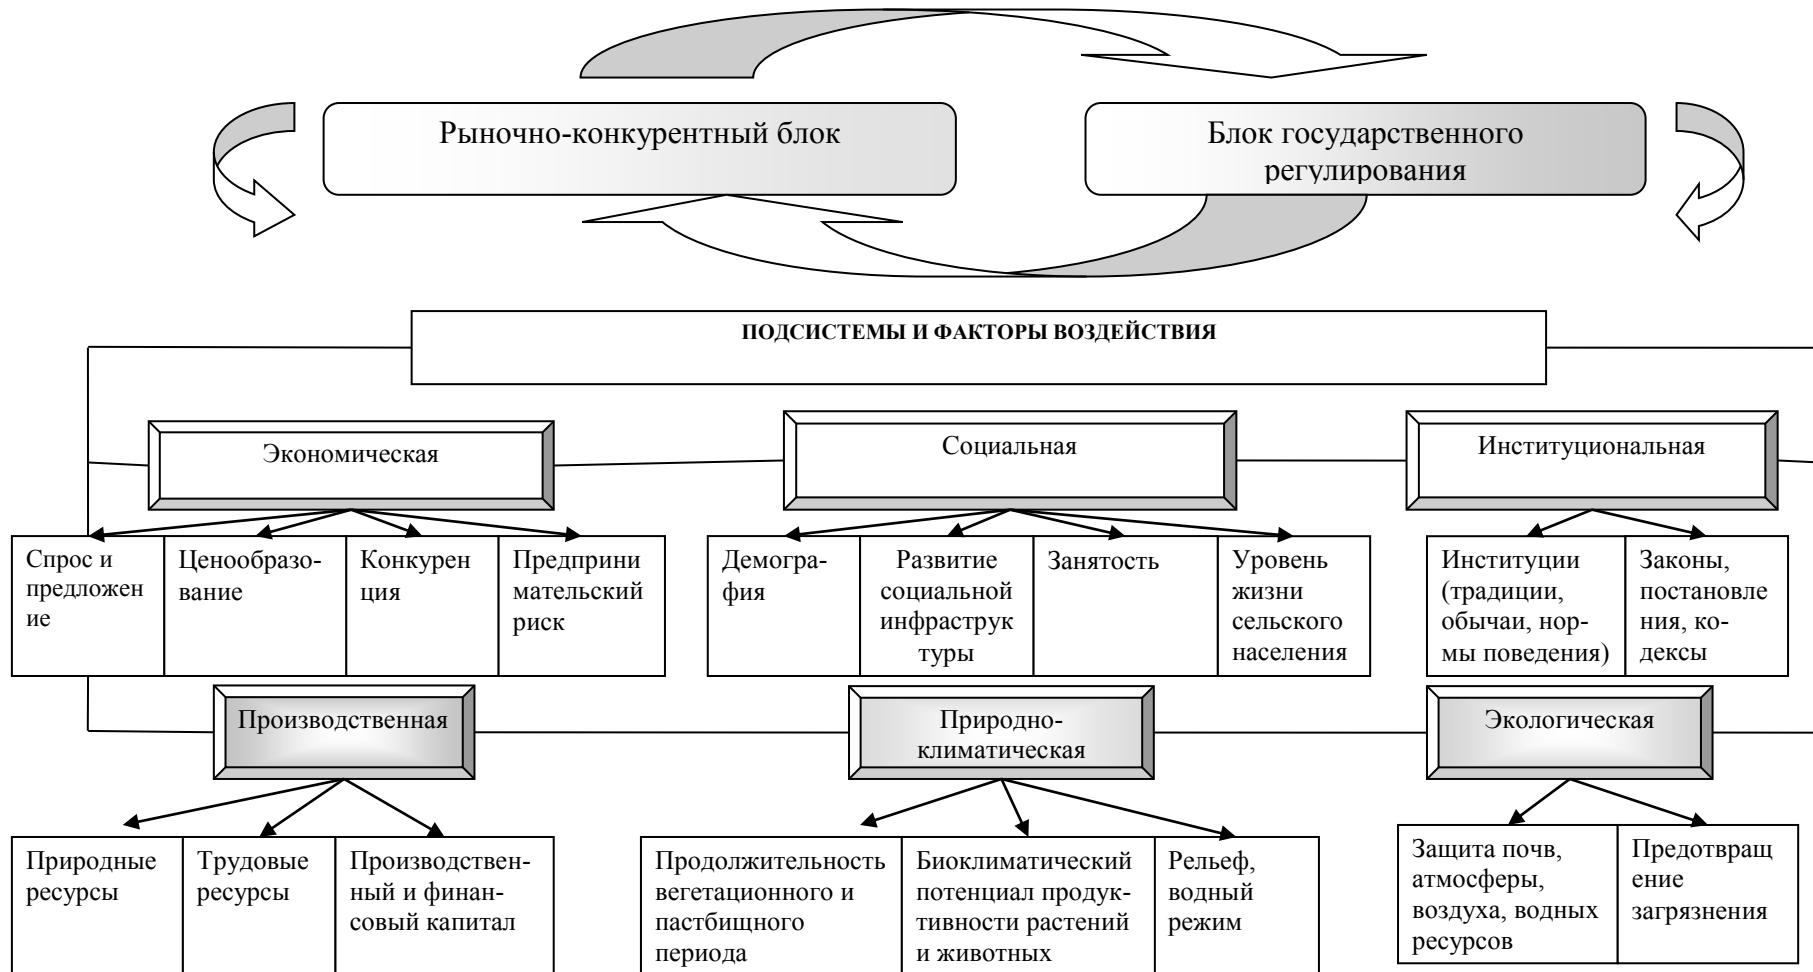 Рыночно-конкурентный блок
Блок государственного
регулирования
ПОДСИСТЕМЫ И ФАКТОРЫ ВОЗДЕЙСТВИЯ
Экономическая
Социальная
Институциональная
Спрос и
предложен
ие
Ценообразо-
вание
Конкурен
ция
Предприни
мательский
риск
Демогра-
фия
Развитие
социальной
инфраструк
туры
Занятость
Уровень
жизни
сельского
населения
Институции
(традиции,
обычаи, нор-
мы поведения)
Законы,
постановле
ния, ко-
дексы
Производственная
Природно-
климатическая
Экологическая
Природные
ресурсы
Трудовые
ресурсы
Производствен-
ный и финан-
совый капитал
Продолжительность
вегетационного и
пастбищного
периода
Биоклиматический
потенциал продук-
тивности растений
и животных
Рельеф,
водный
режим
Защита почв,
атмосферы,
воздуха, водных
ресурсов
Предотвращ
ение
загрязнения